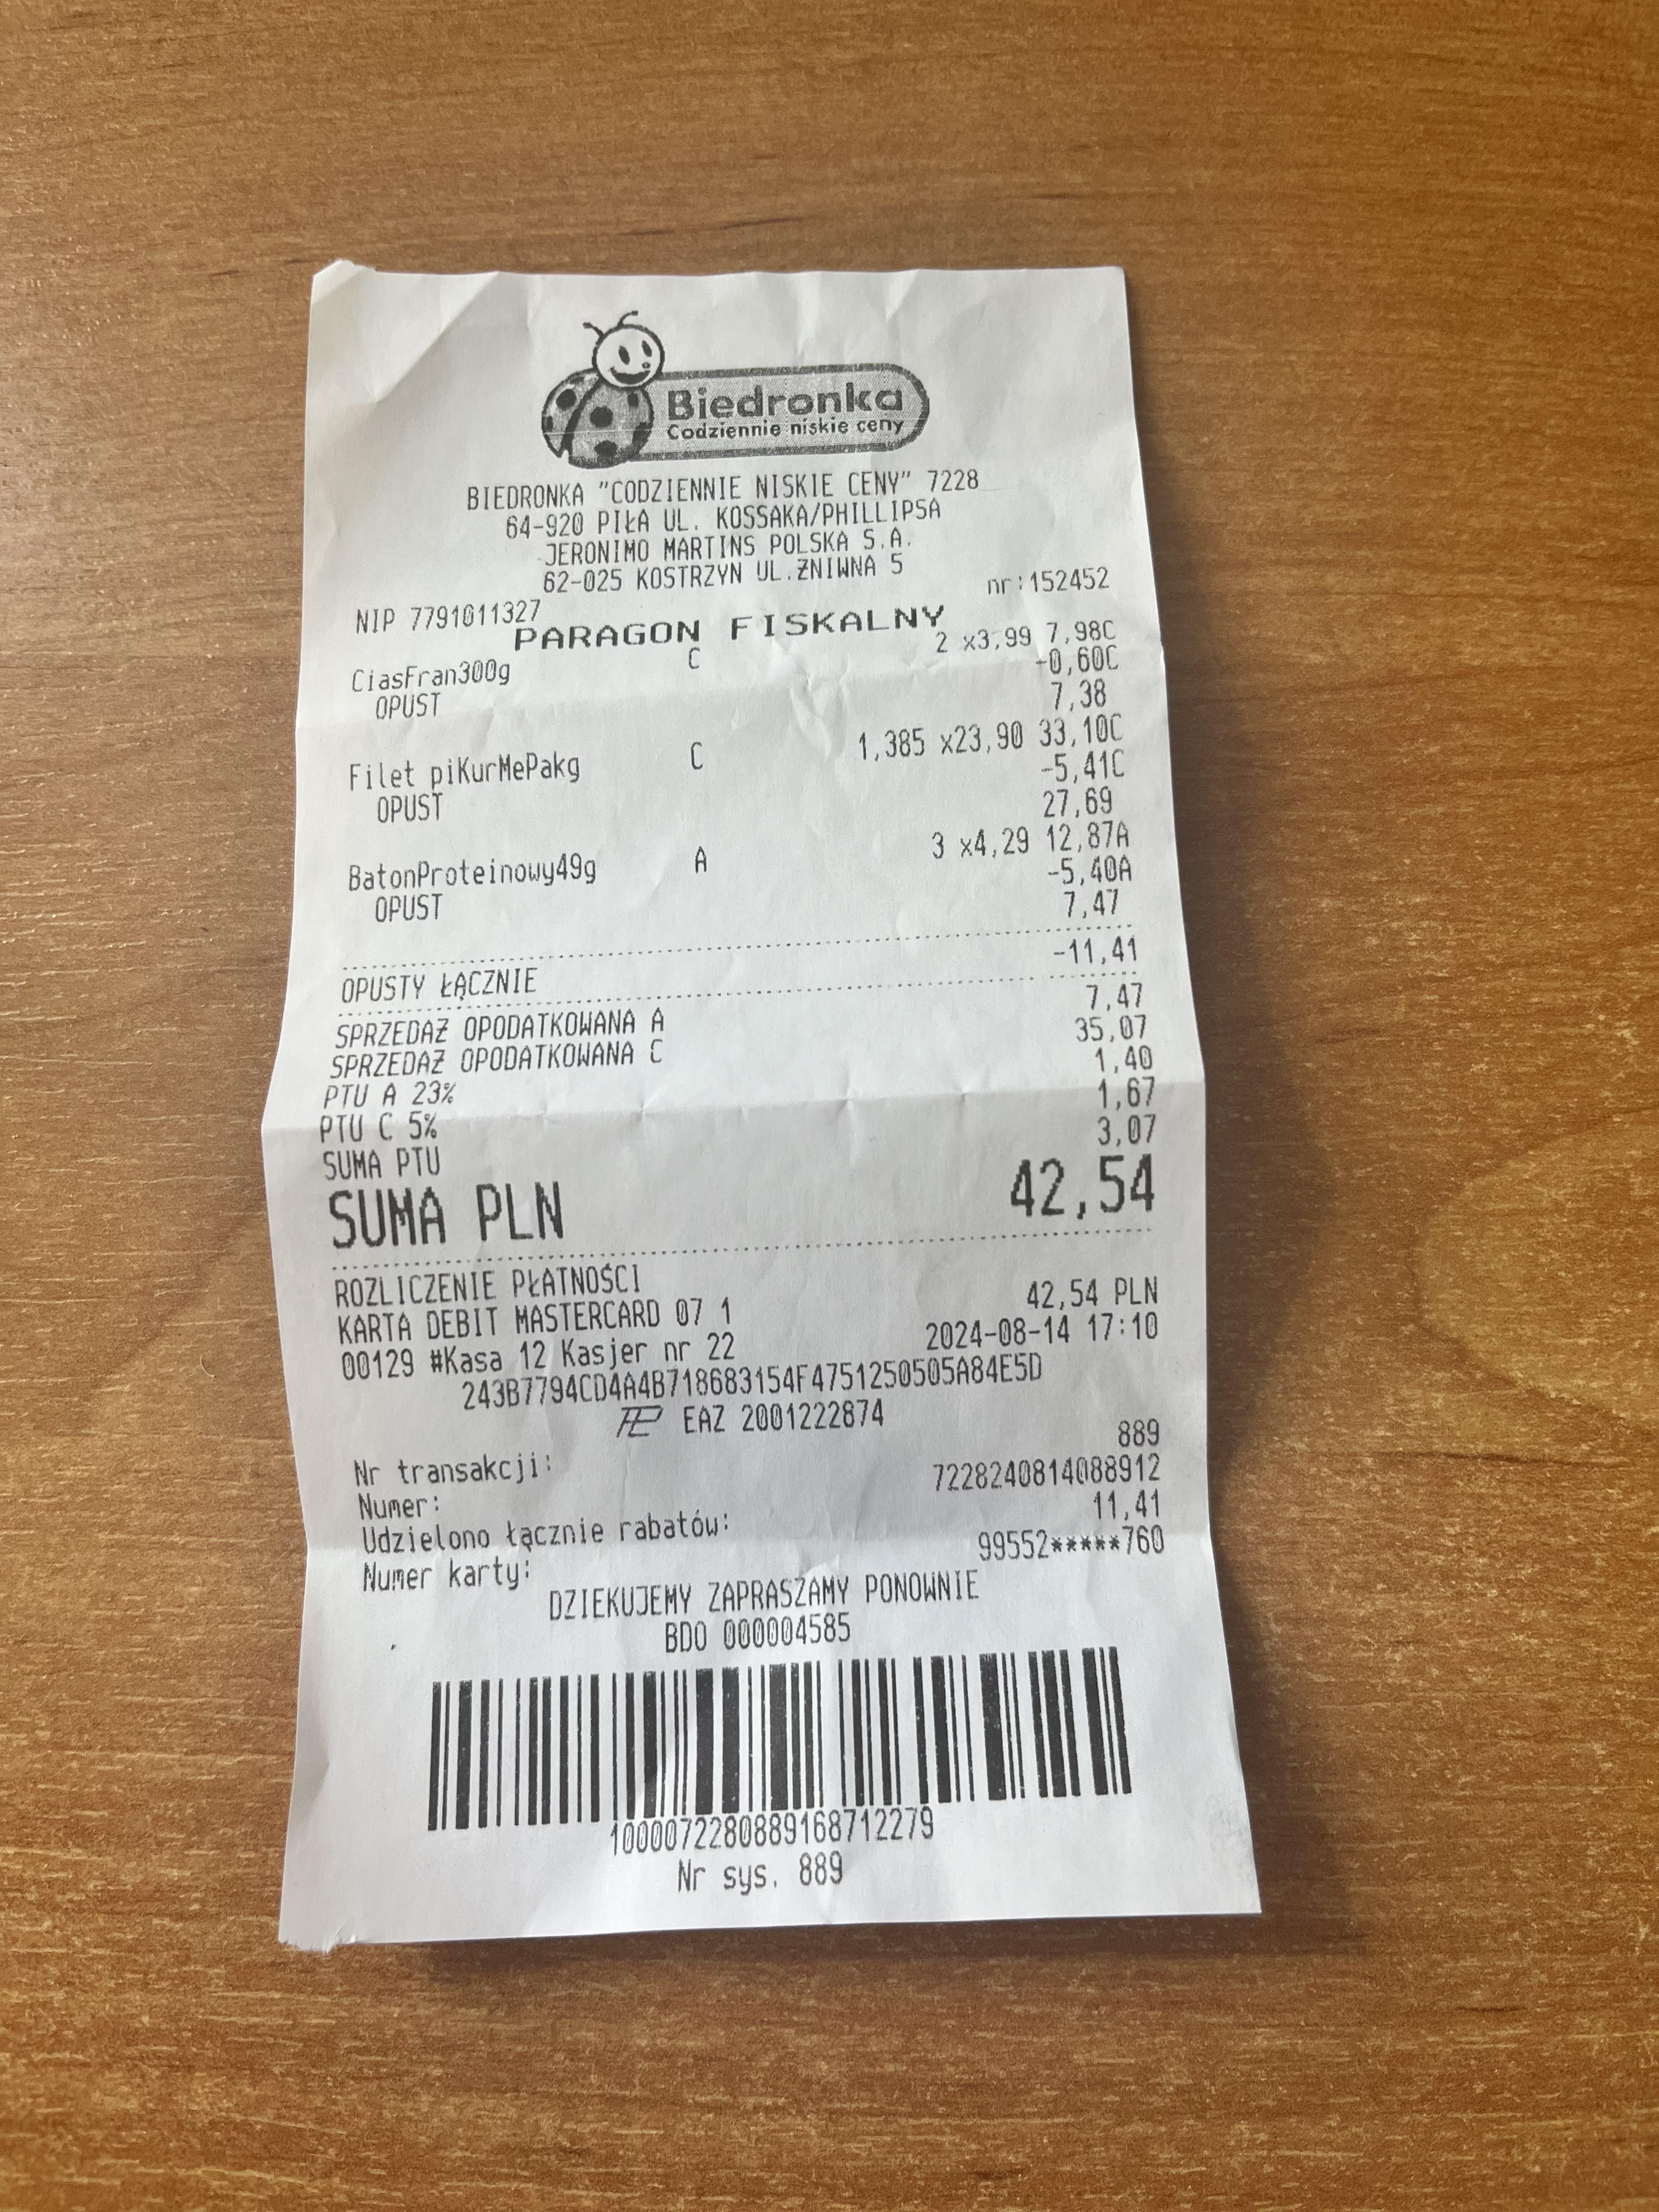 Biedronka
Codziennie niskie ceny
BIEDRONKA "CODZIENNIE NISKIE CENY" 7228
64-920 PIŁA UL. KOSSAKA/PHILLIPSA
JERONIMO MARTINS POLSKA S.A.
62-025 KOSTRZYN UL.ŻNIWNA 5
NIP 7791011327 nr:152452
PARAGON FISKALNY
CiasFran300g C 2 x3,99 7,98C
OPUST -0,60C
7,38
Filet piKurMePakg C 1,385 x23,90 33,10C
OPUST -5,41C
27,69
BatonProteinowy49g A 3 x4,29 12,87A
OPUST -5,40A
7,47
OPUSTY ŁĄCZNIE -11,41
SPRZEDAŻ OPODATKOWANA A 7,47
SPRZEDAŻ OPODATKOWANA C 35,07
PTU A 23% 1,40
PTU C 5% 1,67
SUMA PTU 3,07
SUMA PLN 42,54
ROZLICZENIE PŁATNOŚCI
KARTA DEBIT MASTERCARD 07 1 42,54 PLN
00129 #Kasa 12 Kasjer nr 22 2024-08-14 17:10
243B7794CD4A4B718683154F4751250505A84E5D
EAZ 2001222874
Nr transakcji: 889
Numer: 7228240814088912
Udzielono łącznie rabatów: 11,41
Numer karty: 99552*****760
DZIEKUJEMY ZAPRASZAMY PONOWNIE
BDO 000004585
1000072280889168712279
Nr sys. 889